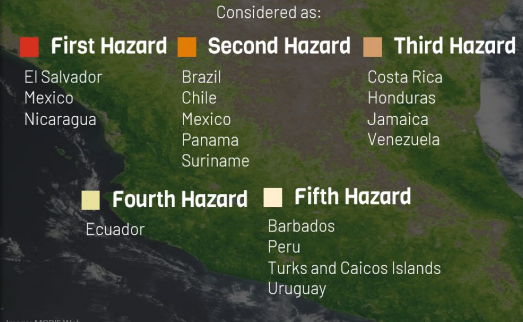 Considered as:
First Hazard Second Hazard Third Hazard
El Salvador Brazil Costa Rica
Mexico Chile Honduras
Nicaragua Mexico Jamaica
Panama Venezuela
Suriname
Fourth Hazard Fifth Hazard
Ecuador Barbados
Peru
Turks and Caicos Islands
Uruguay